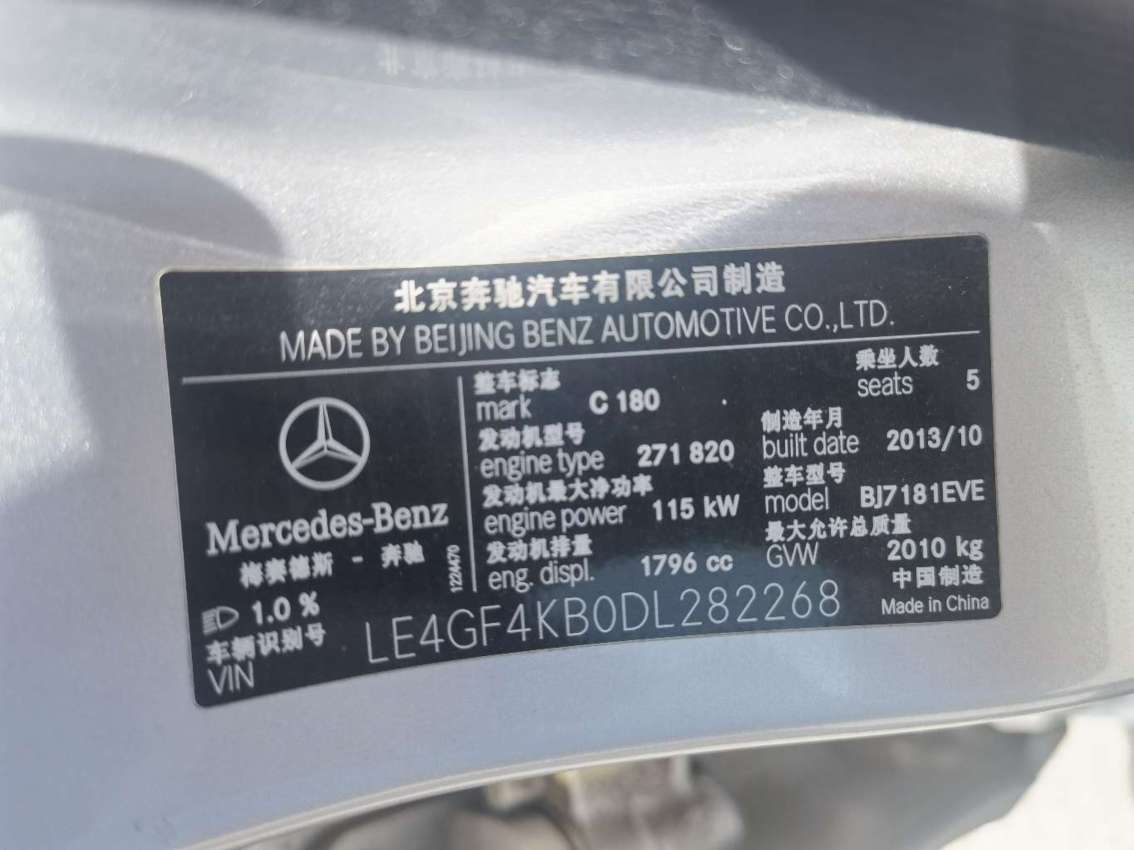 北京奔驰汽车有限公司制造
MADE BY BEIJING BENZ AUTOMOTIVE CO.,LTD.
Mercedes-Benz
梅赛德斯 - 奔驰
1.0 %
1224470
整车标志
mark C 180
乘坐人数
seats 5
发动机型号
engine type 271 820
制造年月
built date 2013/10
发动机最大净功率
engine power 115 kW
整车型号
model BJ7181EVE
发动机排量
eng. displ. 1796 cc
最大允许总质量
GVW 2010 kg
中国制造
Made in China
车辆识别号
VIN LE4GF4KB0DL282268